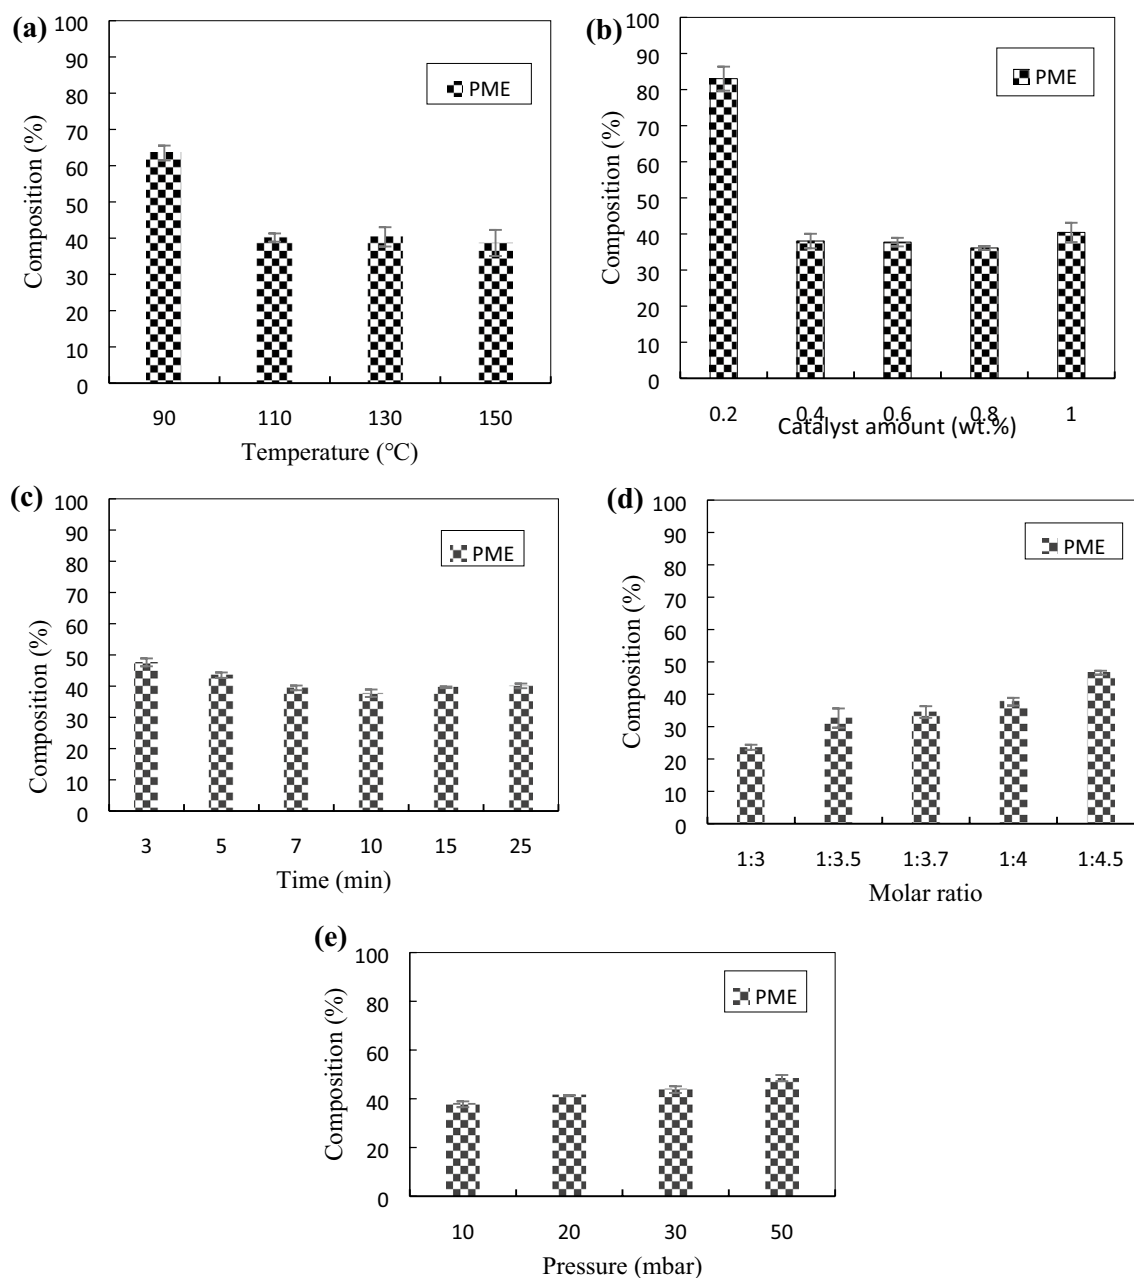 (a)
100
90
80
70
60
50
40
30
20
10
0
Composition (%)
PME
90 110 130 150
Temperature (°C)
(b)
100
90
80
70
60
50
40
30
20
10
0
Composition (%)
PME
0.2 0.4 0.6 0.8 1
Catalyst amount (wt.%)
(c)
100
90
80
70
60
50
40
30
20
10
0
Composition (%)
PME
3 5 7 10 15 25
Time (min)
(d)
100
90
80
70
60
50
40
30
20
10
0
Composition (%)
PME
1:3 1:3.5 1:3.7 1:4 1:4.5
Molar ratio
(e)
100
80
60
40
20
0
Composition (%)
PME
10 20 30 50
Pressure (mbar)